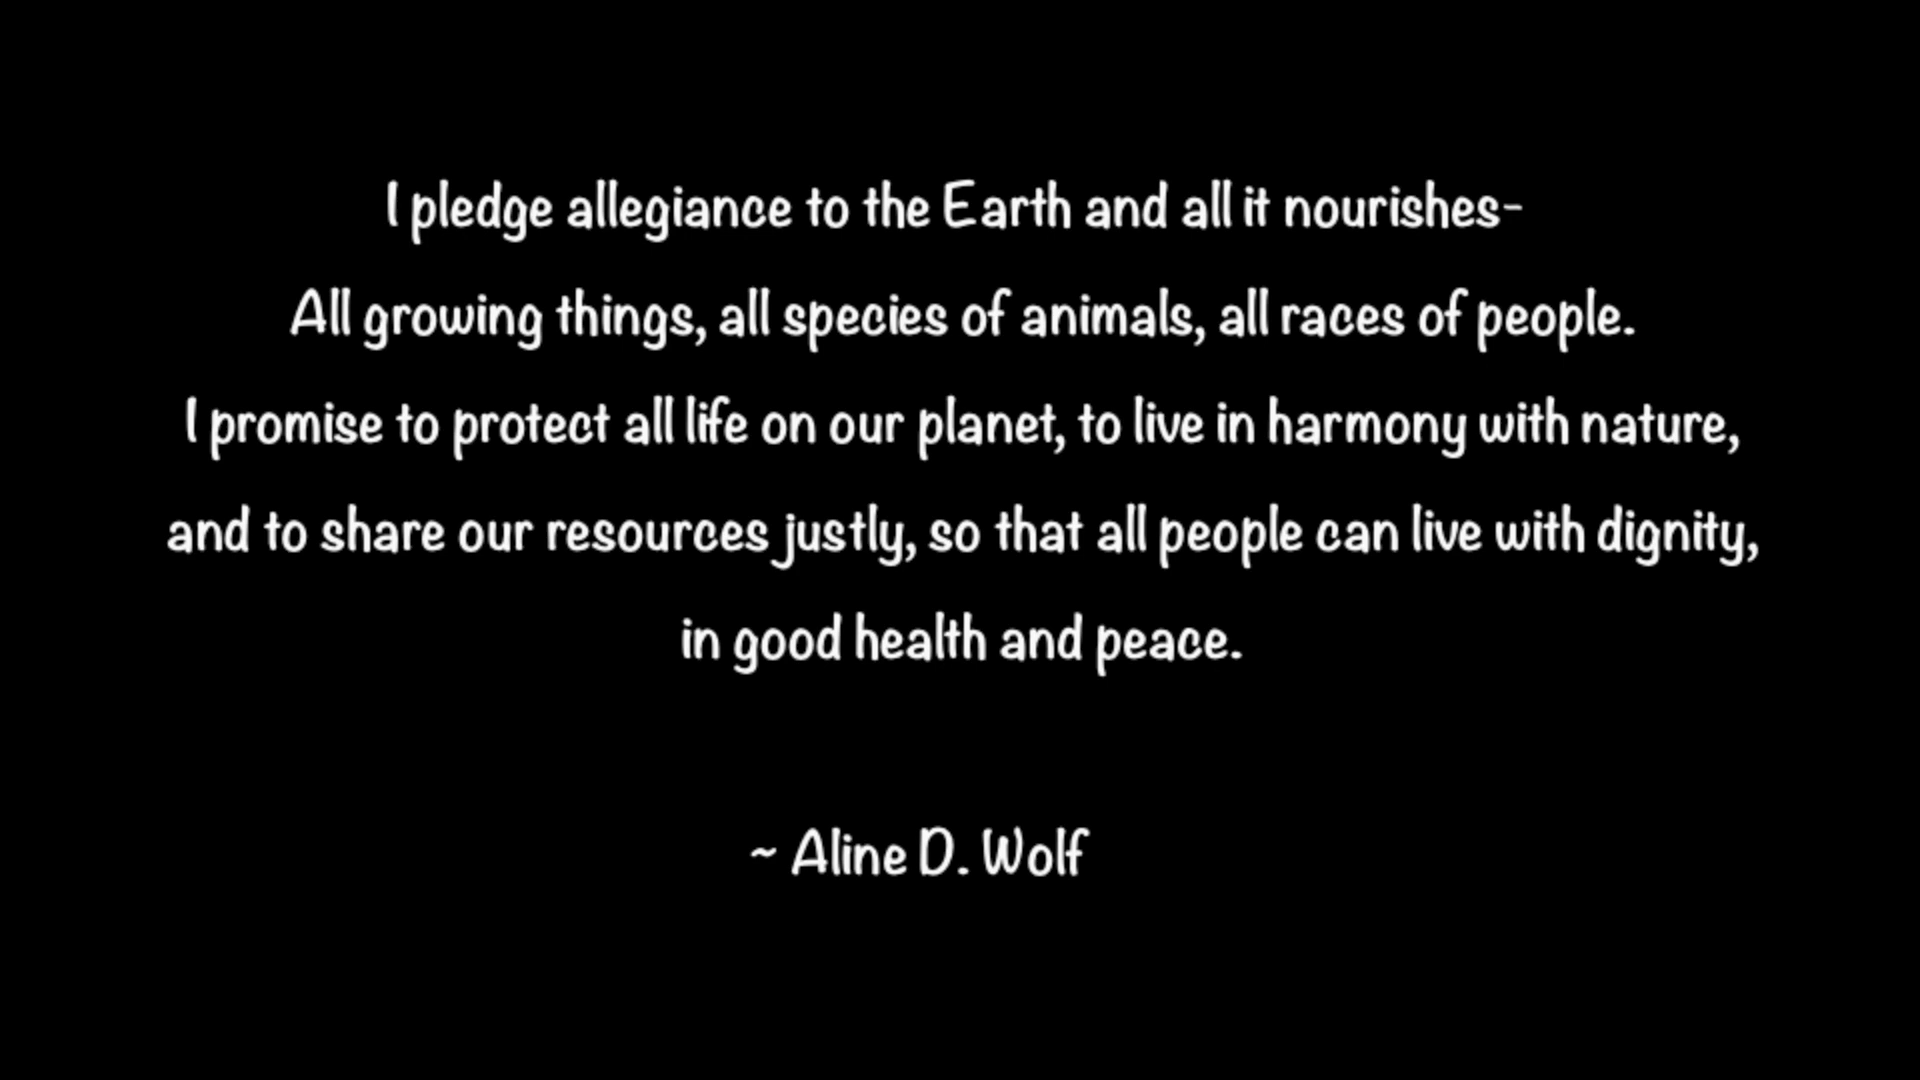 I pledge allegiance to the Earth and all it nourishes-
All growing things, all species of animals, all races of people.
I promise to protect all life on our planet, to live in harmony with nature,
and to share our resources justly, so that all people can live with dignity,
in good health and peace.
~ Aline D. Wolf